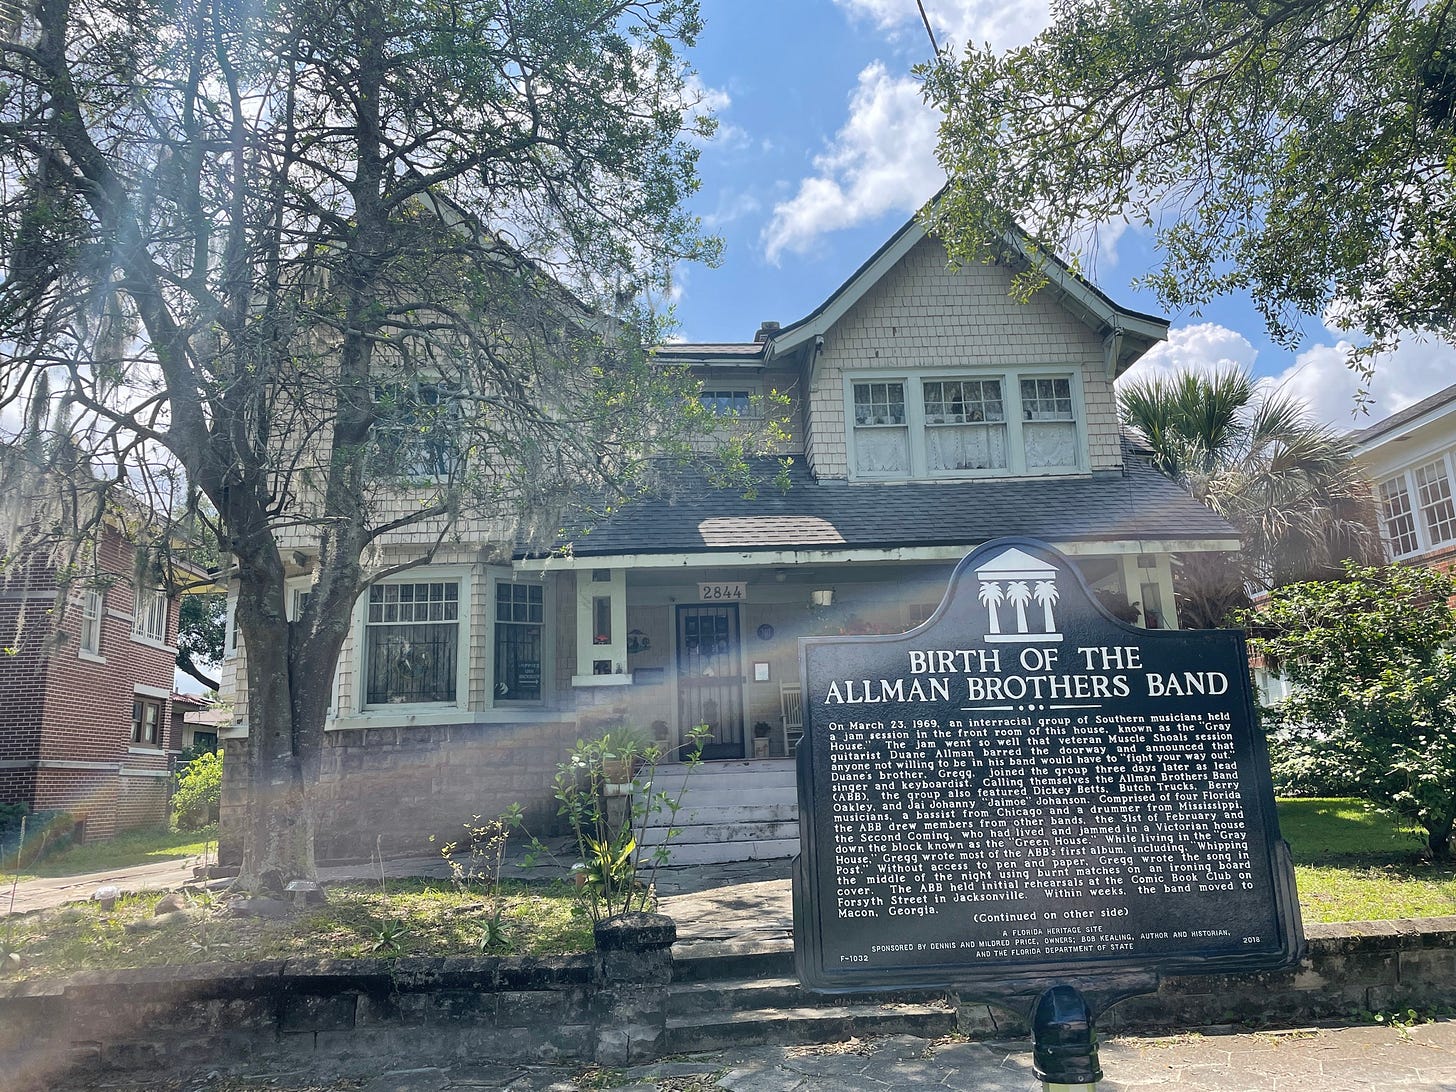 2844
BIRTH OF THE
ALLMAN BROTHERS BAND
On March 23, 1969, an interracial group of Southern musicians held
a jam session in the front room of this house, known as the "Gray
House." The jam went so well that veteran Muscle Shoals session
guitarist Duane Allman barred the doorway and announced that
anyone not willing to be in his band would have to "fight your way out."
Duane's brother, Gregg, joined the group three days later as lead
singer and keyboardist. Calling themselves the Allman Brothers Band
(ABB), the group also featured Dickey Betts, Butch Trucks, Berry
Oakley, and Jai Johanny "Jaimoe" Johanson. Comprised of four Florida
musicians, a bassist from Chicago and a drummer from Mississippi,
the ABB drew members from other bands, the 31st of February and
the Second Coming, who had lived and jammed in a Victorian house
down the block known as the "Green House." While living in the "Gray
House," Gregg wrote most of the ABB's first album, including, "Whipping
Post." Without access to pen and paper, Gregg wrote the song in
the middle of the night using burnt matches on an ironing board
cover. The ABB held initial rehearsals at the Comic Book Club on
Forsyth Street in Jacksonville. Within weeks, the band moved to
Macon, Georgia.
(Continued on other side)
A FLORIDA HERITAGE SITE
SPONSORED BY DENNIS AND MILDRED PRICE, OWNERS; BOB KEALING, AUTHOR AND HISTORIAN,
AND THE FLORIDA DEPARTMENT OF STATE
F-1032
2018